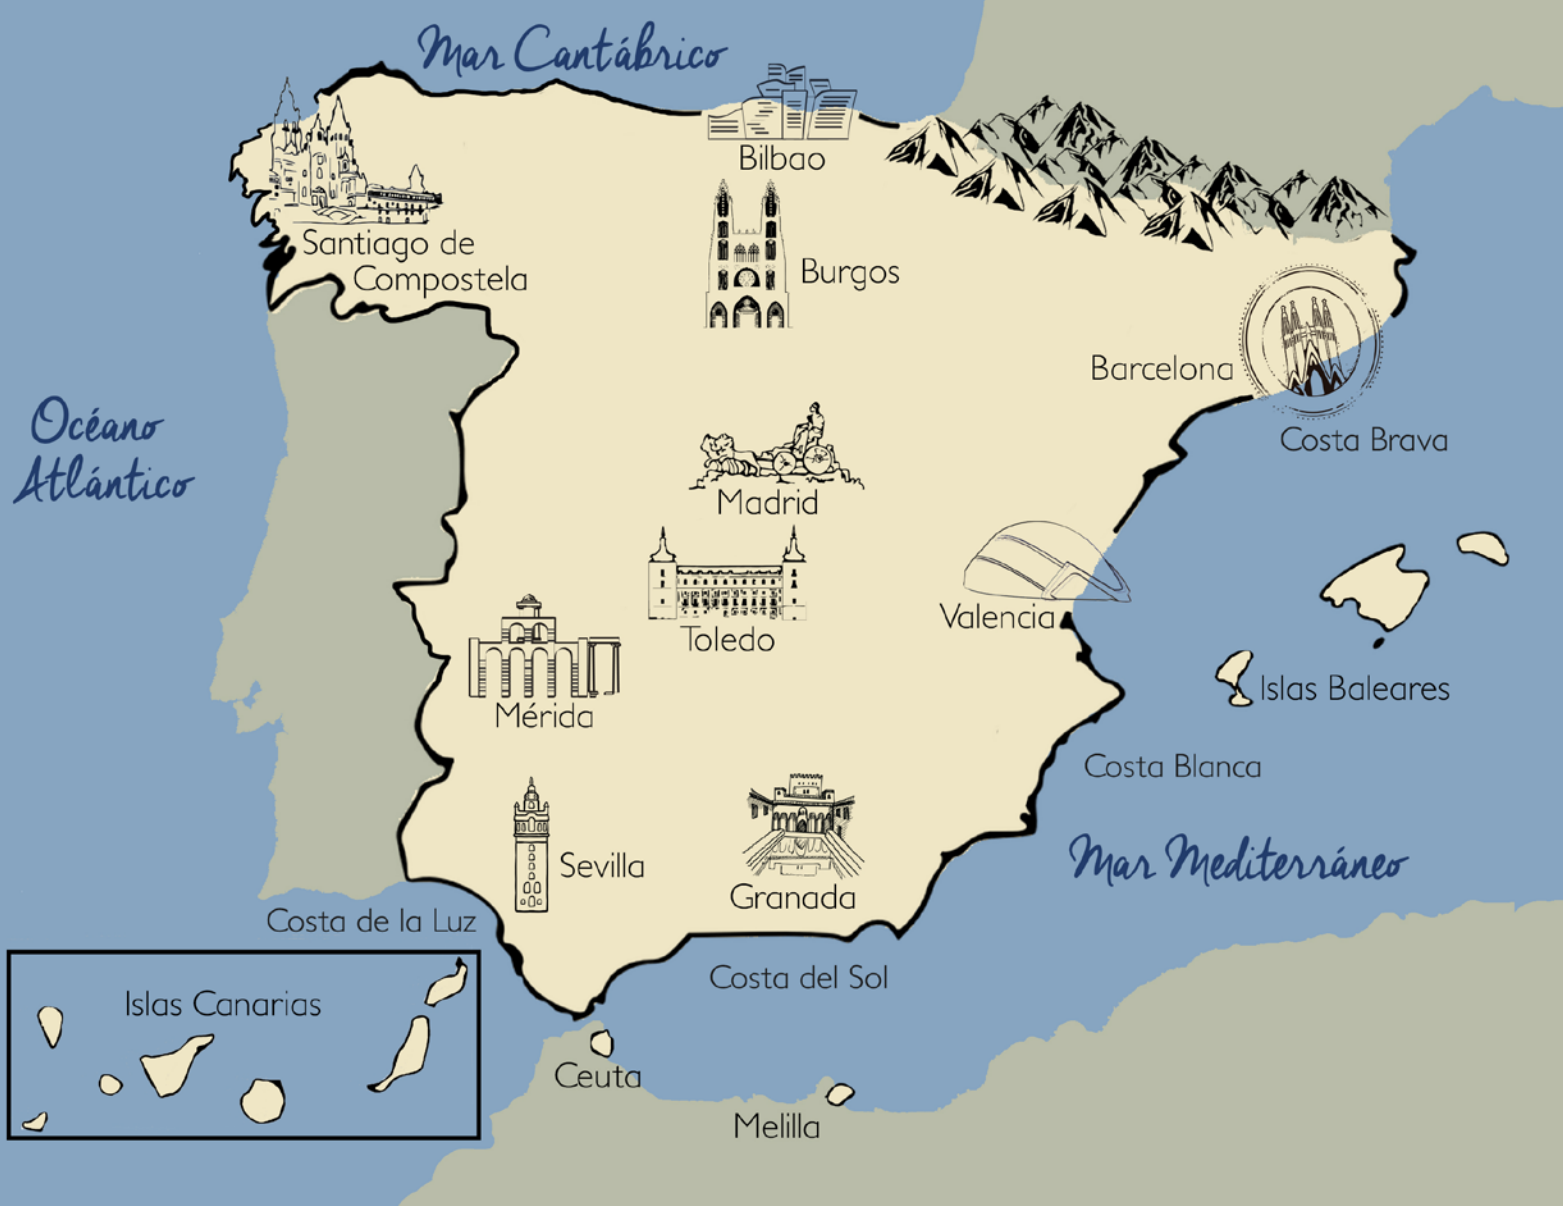 Mar Cantábrico
Bilbao
Santiago de
Compostela
Burgos
Barcelona
Océano
Atlántico
Costa Brava
Madrid
Valencia
Toledo
Islas Baleares
Mérida
Costa Blanca
Mar Mediterráneo
Sevilla
Granada
Costa de la Luz
Costa del Sol
Islas Canarias
Ceuta
Melilla